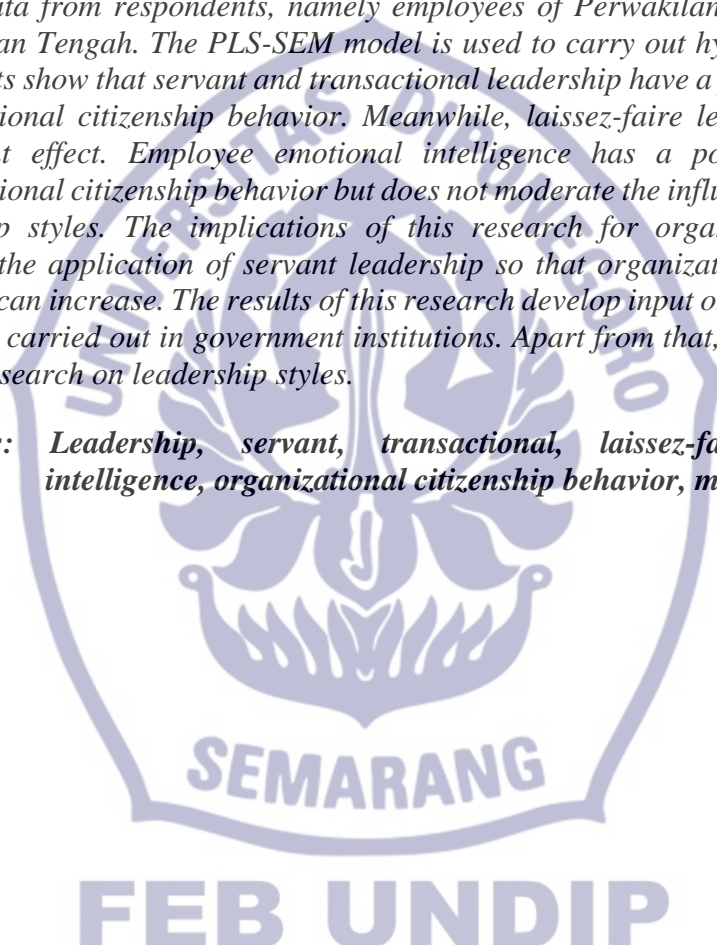 ata from respondents, namely employees of Perwakilan
an Tengah. The PLS-SEM model is used to carry out hy
ts show that servant and transactional leadership have a
ional citizenship behavior. Meanwhile, laissez-faire le
t effect. Employee emotional intelligence has a po
ional citizenship behavior but does not moderate the influ
p styles. The implications of this research for orga
the application of servant leadership so that organizat
can increase. The results of this research develop input o
carried out in government institutions. Apart from that,
search on leadership styles.
: Leadership, servant, transactional, laissez-fa
intelligence, organizational citizenship behavior, m
UNIVERSITAS DIPONEGORO
SEMARANG
FEB UNDIP